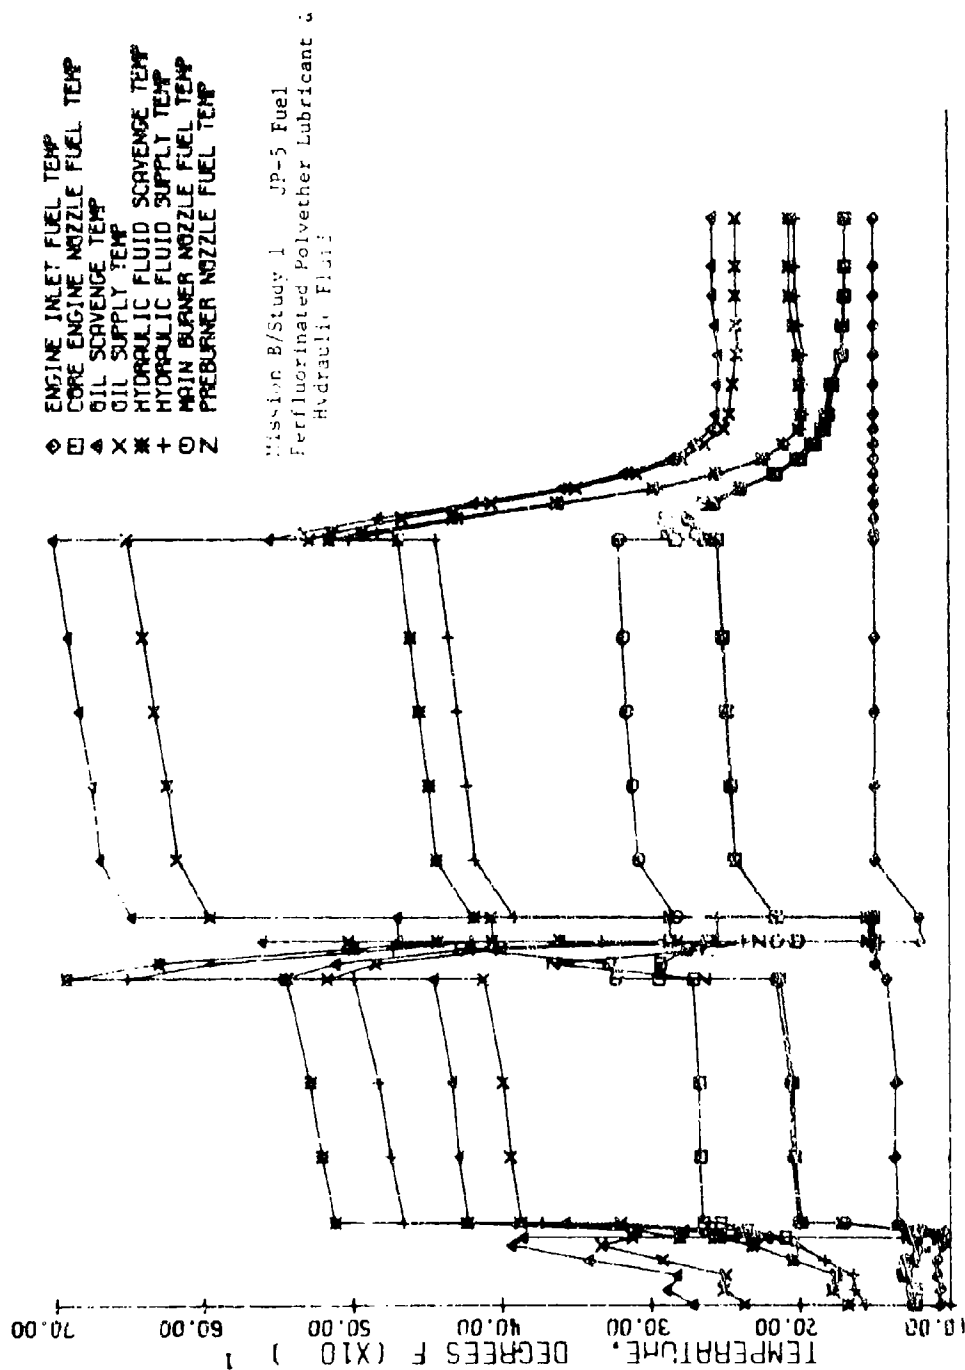 ENGINE INLET FUEL TEMP
CORE ENGINE NOZZLE FUEL TEMP
OIL SCAVENGE TEMP
OIL SUPPLY TEMP
HYDRAULIC FLUID SCAVENGE TEMP
HYDRAULIC FLUID SUPPLY TEMP
MAIN BURNER NOZZLE FUEL TEMP
PREBURNER NOZZLE FUEL TEMP
Mission B/Study 1 JP-5 Fuel
Perfluorinated Polyether Lubricant &
Hydraulic Fluid
70.00
60.00
50.00
40.00
30.00
20.00
10.00
TEMPERATURE, DEGREES F (X10 1 )